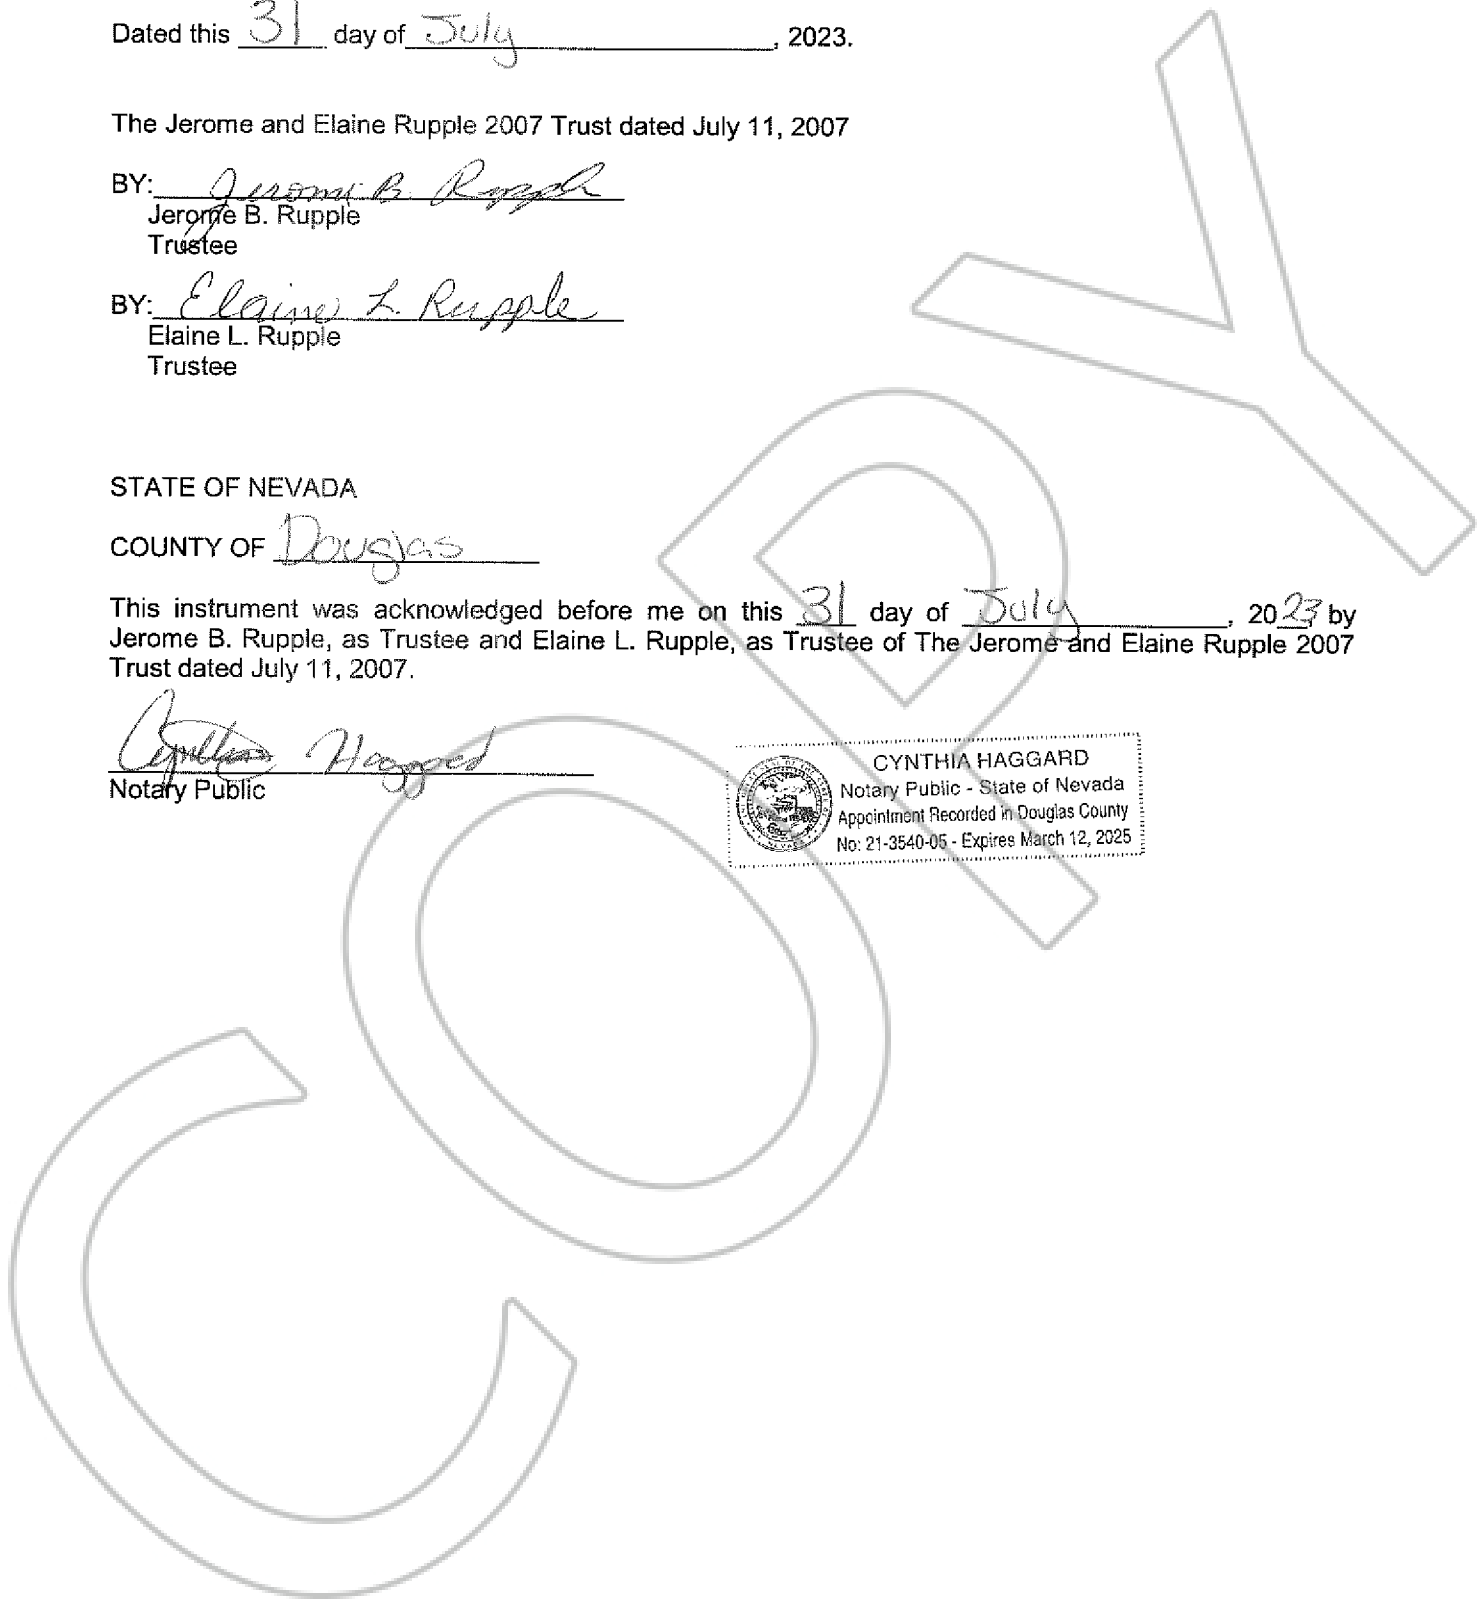 Dated this 31 day of July, 2023.
The Jerome and Elaine Rupple 2007 Trust dated July 11, 2007
BY: Jerome B. Rupple
Jerome B. Rupple
Trustee
BY: Elaine L. Rupple
Elaine L. Rupple
Trustee
STATE OF NEVADA
COUNTY OF Douglas
This instrument was acknowledged before me on this 31 day of July, 2023, by
Jerome B. Rupple, as Trustee and Elaine L. Rupple, as Trustee of The Jerome and Elaine Rupple 2007
Trust dated July 11, 2007.
Cynthia Haggard
Notary Public
CYNTHIA HAGGARD
Notary Public - State of Nevada
Appointment Recorded in Douglas County
No: 21-3540-05 - Expires March 12, 2025
COPY